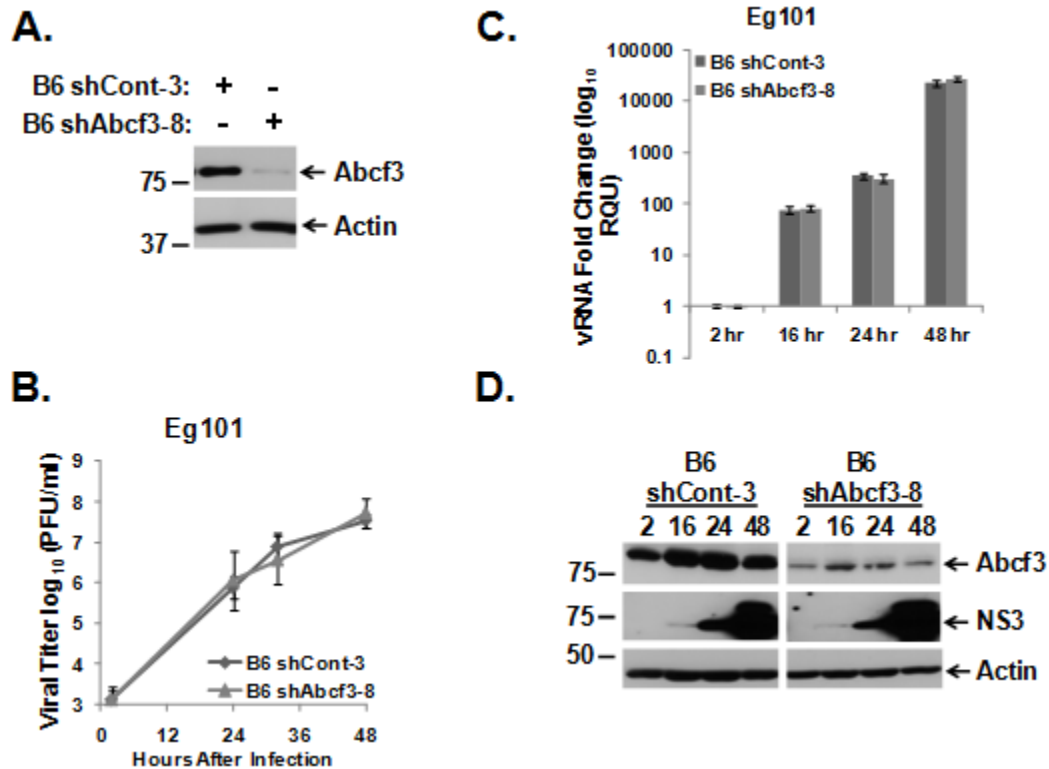 A.
B6 shCont-3: + -
B6 shAbcf3-8: - +
75
Abcf3
37
Actin
B.
Eg101
Viral Titer log10 (PFU/ml)
9
8
7
6
5
4
3
B6 shCont-3
B6 shAbcf3-8
0 12 24 36 48
Hours After Infection
C.
Eg101
vRNA Fold Change (log10
RQU)
100000
10000
1000
100
10
1
0.1
B6 shCont-3
B6 shAbcf3-8
2 hr 16 hr 24 hr 48 hr
D.
B6 B6
shCont-3 shAbcf3-8
2 16 24 48 2 16 24 48
75
Abcf3
75
NS3
50
Actin